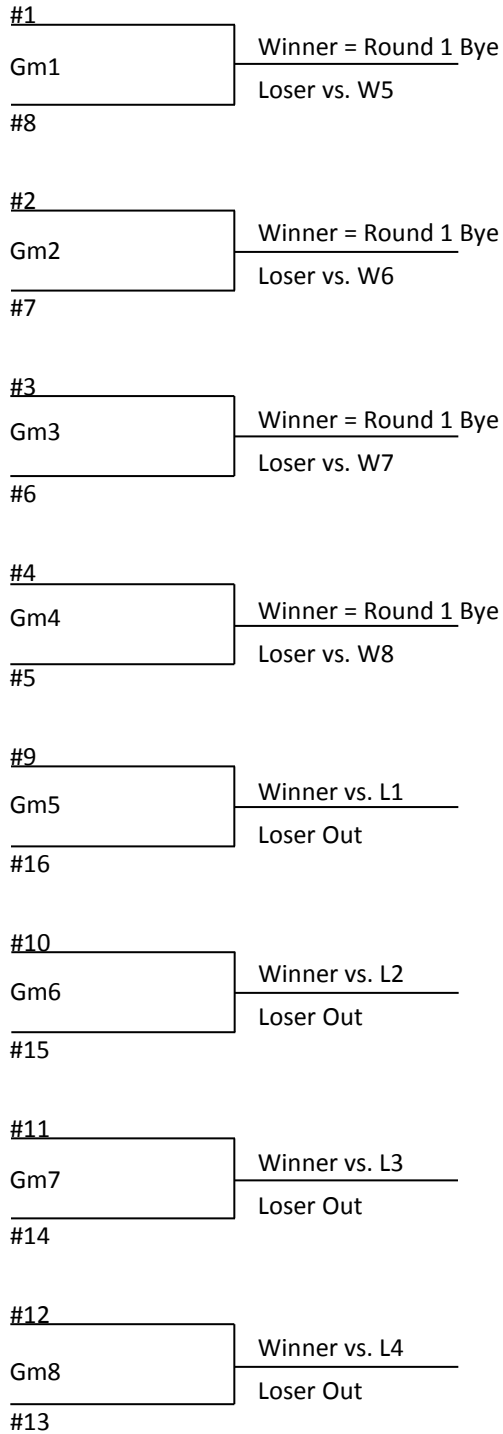 #1
Winner = Round 1 Bye
Gm1
Loser vs. W5
#8
#2
Winner = Round 1 Bye
Gm2
Loser vs. W6
#7
#3
Winner = Round 1 Bye
Gm3
Loser vs. W7
#6
#4
Winner = Round 1 Bye
Gm4
Loser vs. W8
#5
#9
Winner vs. L1
Gm5
Loser Out
#16
#10
Winner vs. L2
Gm6
Loser Out
#15
#11
Winner vs. L3
Gm7
Loser Out
#14
#12
Winner vs. L4
Gm8
Loser Out
#13